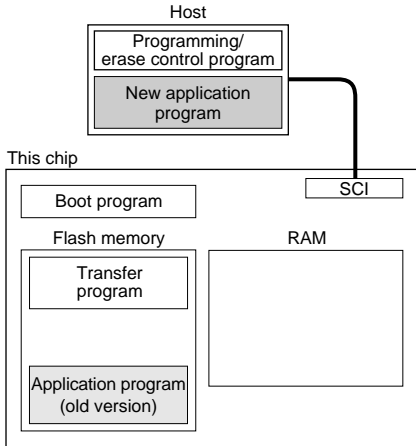 Host
Programming/
erase control program
New application
program
This chip
SCI
Boot program
Flash memory
RAM
Transfer
program
Application program
(old version)